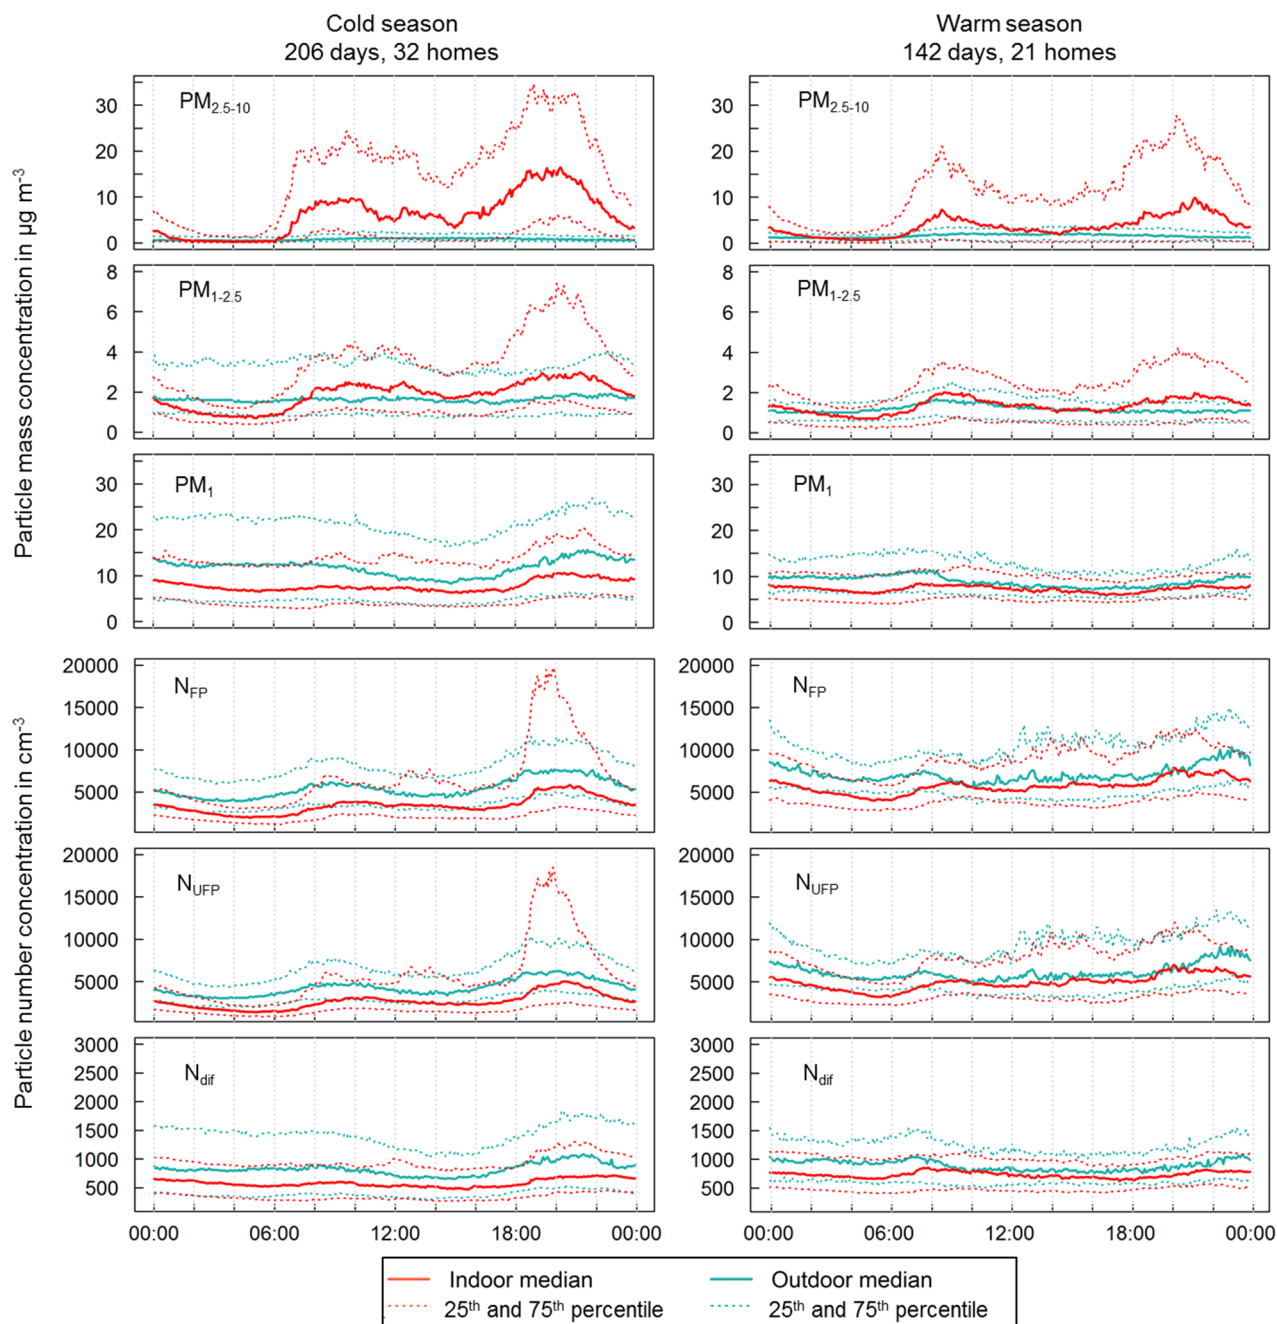 Cold season
206 days, 32 homes
Warm season
142 days, 21 homes
Particle mass concentration in µg m⁻³
PM₂.₅₋₁₀
30
20
10
0
PM₂.₅₋₁₀
30
20
10
0
PM₁₋₂.₅
8
6
4
2
0
PM₁₋₂.₅
8
6
4
2
0
PM₁
30
20
10
0
PM₁
30
20
10
0
Particle number concentration in cm⁻³
N_FP
20000
15000
10000
5000
N_FP
20000
15000
10000
5000
N_UFP
20000
15000
10000
5000
N_UFP
20000
15000
10000
5000
N_dif
3000
2500
2000
1500
1000
500
N_dif
3000
2500
2000
1500
1000
500
00:00 06:00 12:00 18:00 00:00
00:00 06:00 12:00 18:00 00:00
Indoor median
Outdoor median
25th and 75th percentile
25th and 75th percentile